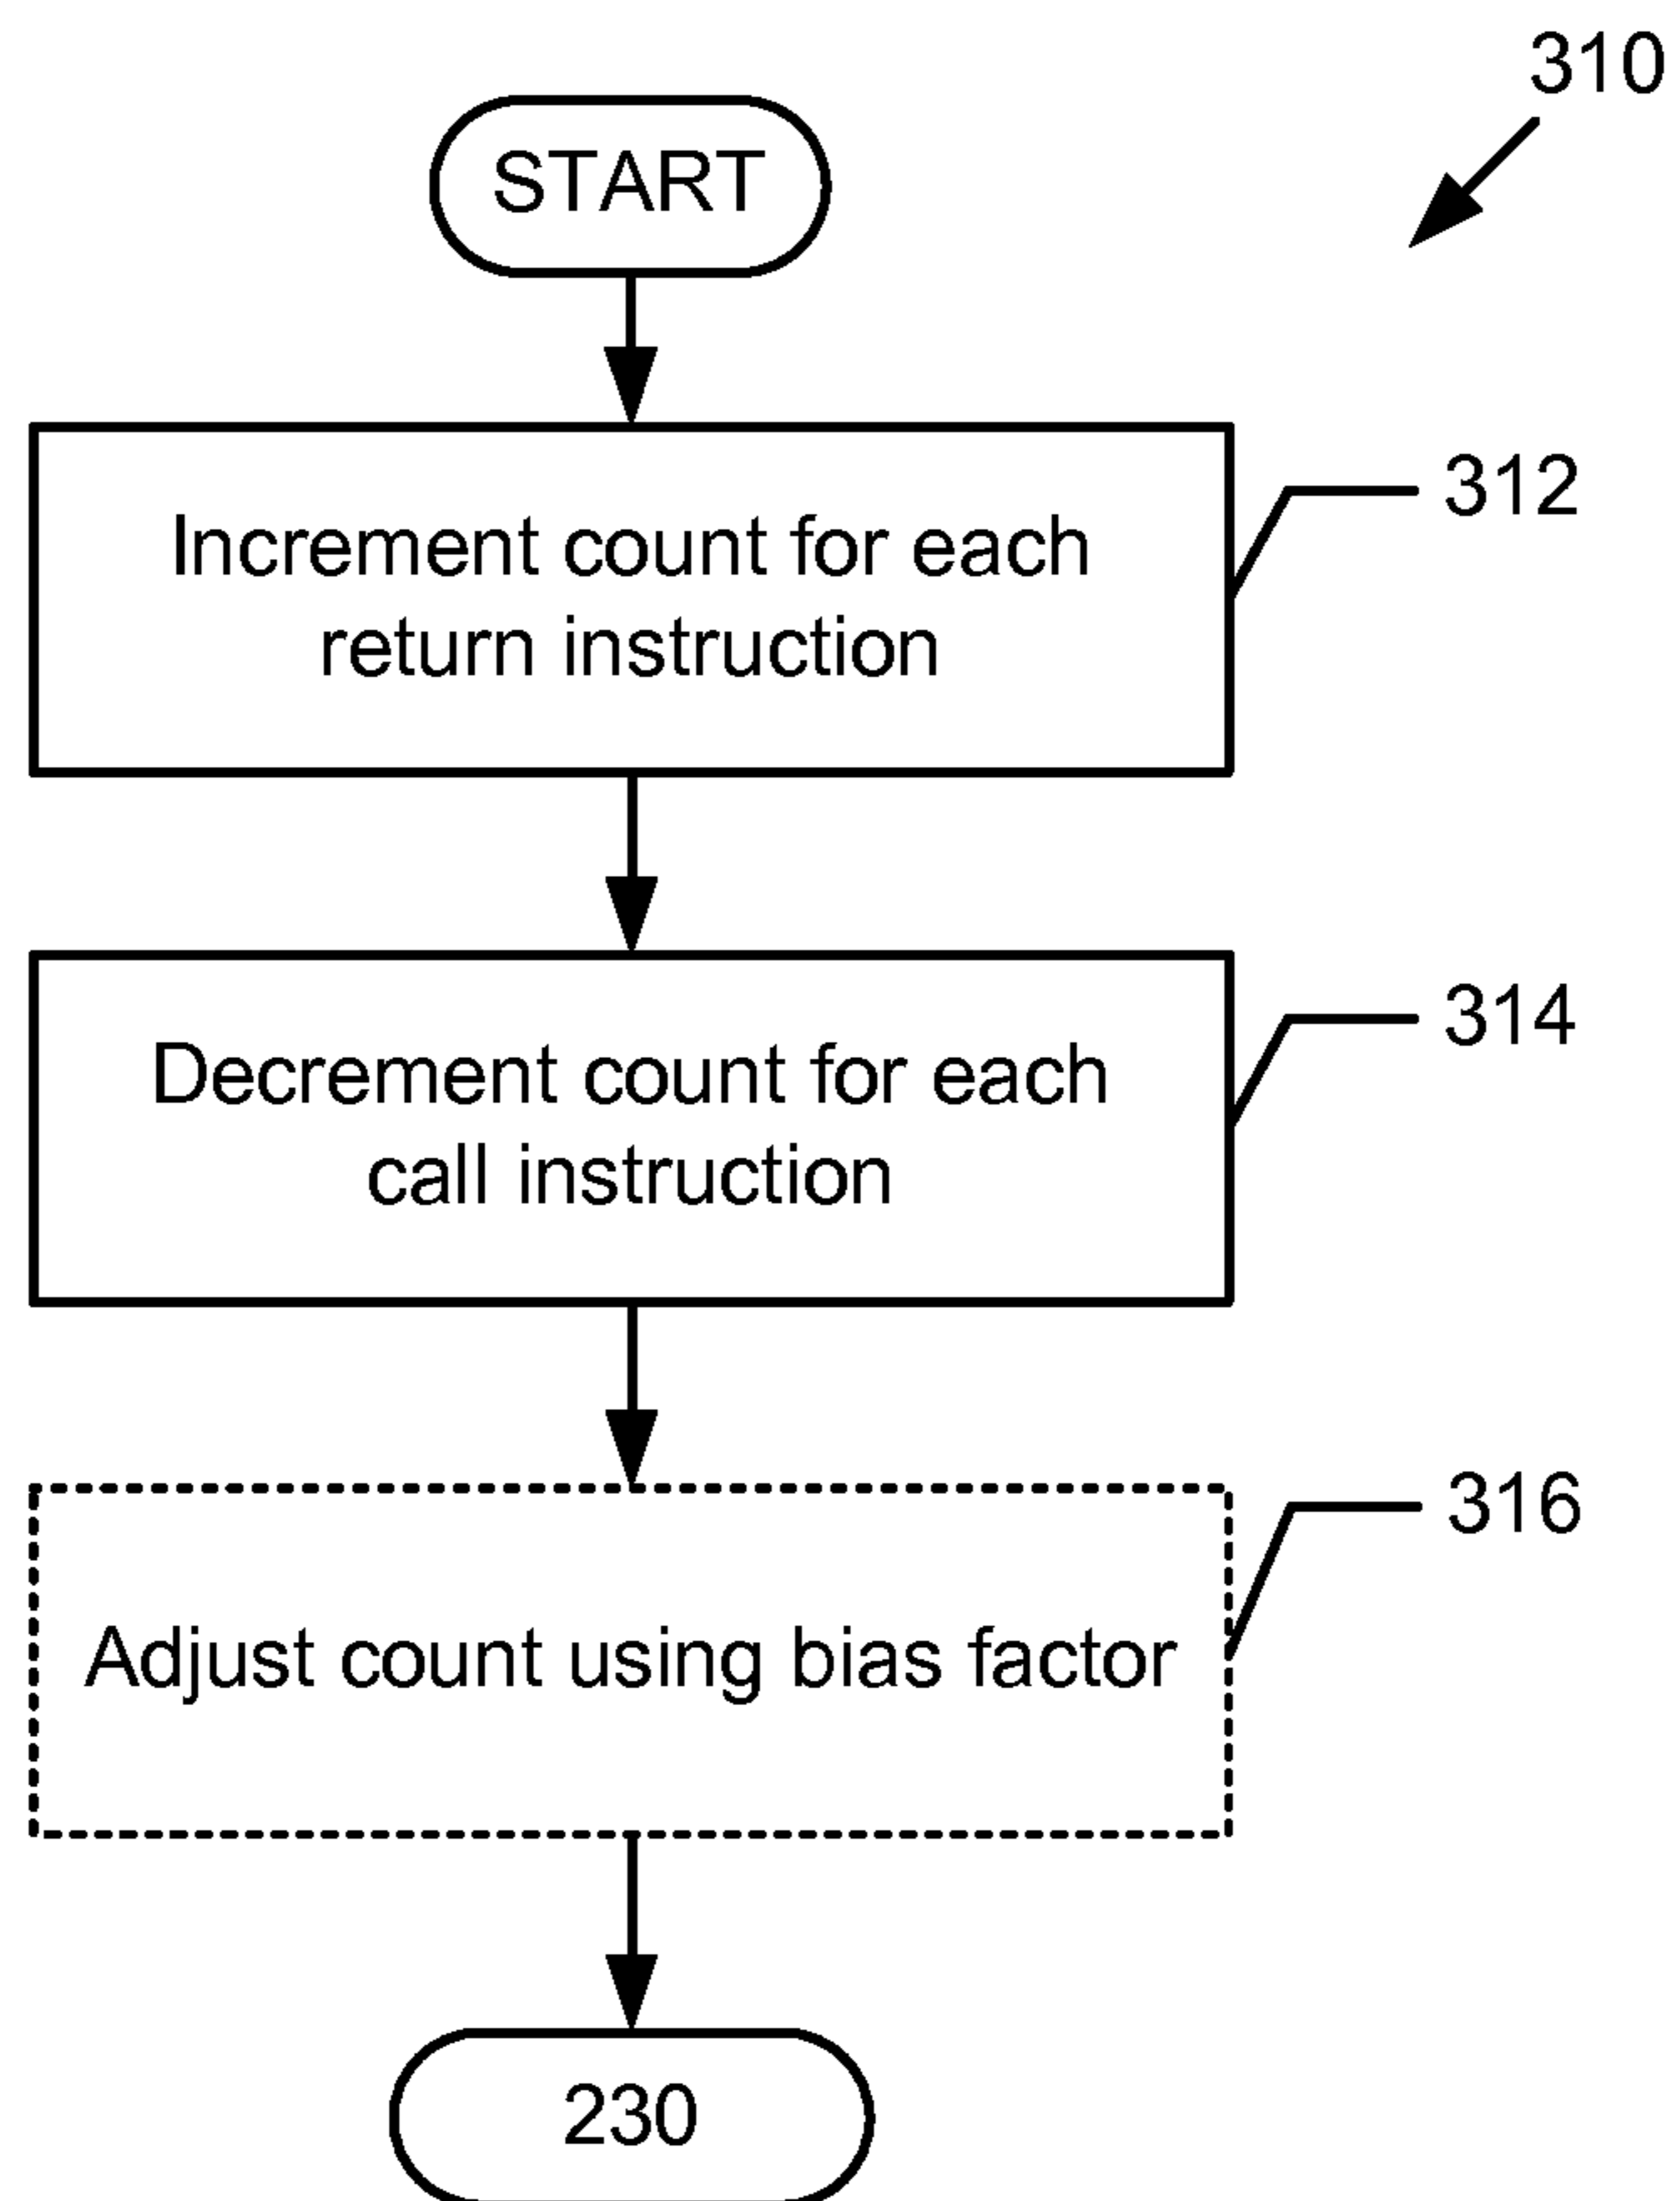 310
START
Increment count for each
return instruction
312
Decrement count for each
call instruction
314
Adjust count using bias factor
316
230